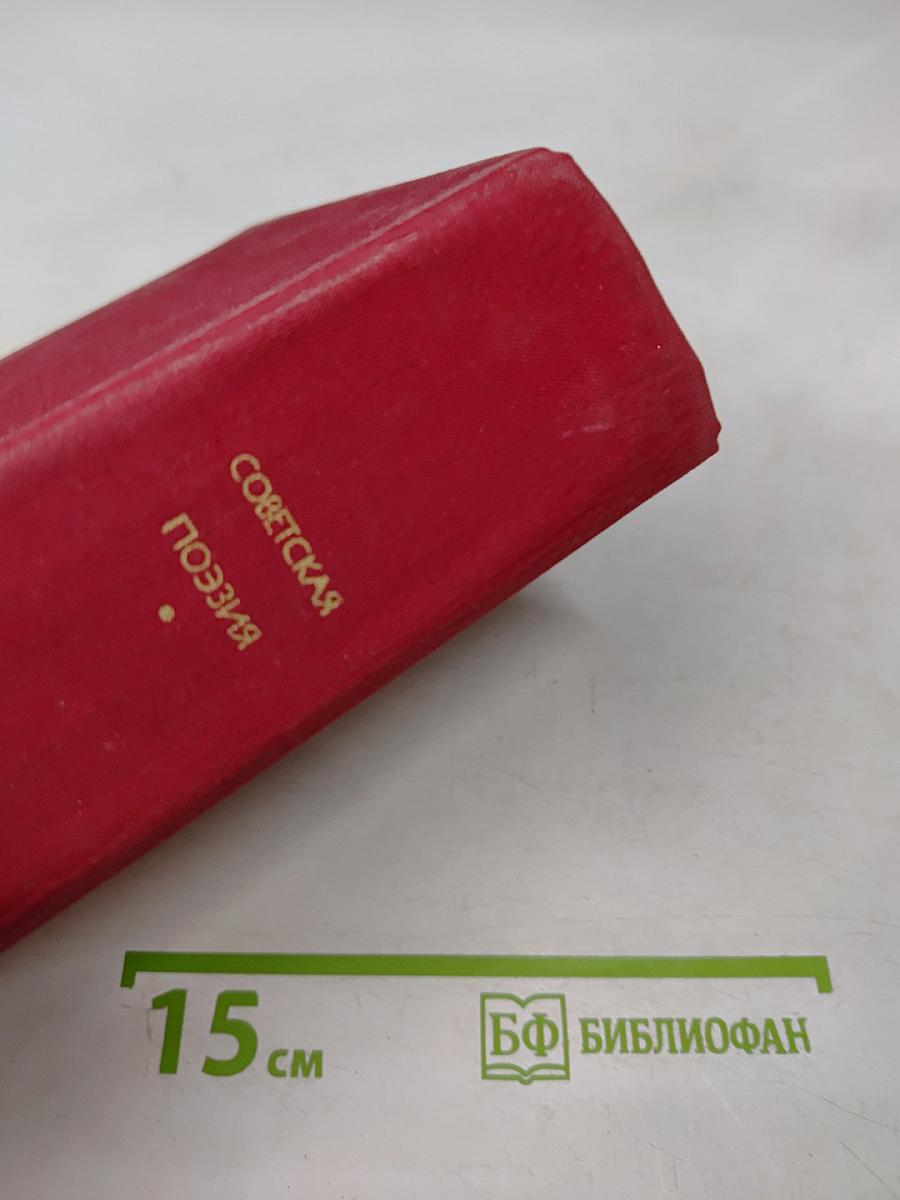 СОВЕТСКАЯ
ПОЭЗИЯ
•
15 см
БФ БИБЛИОФАН